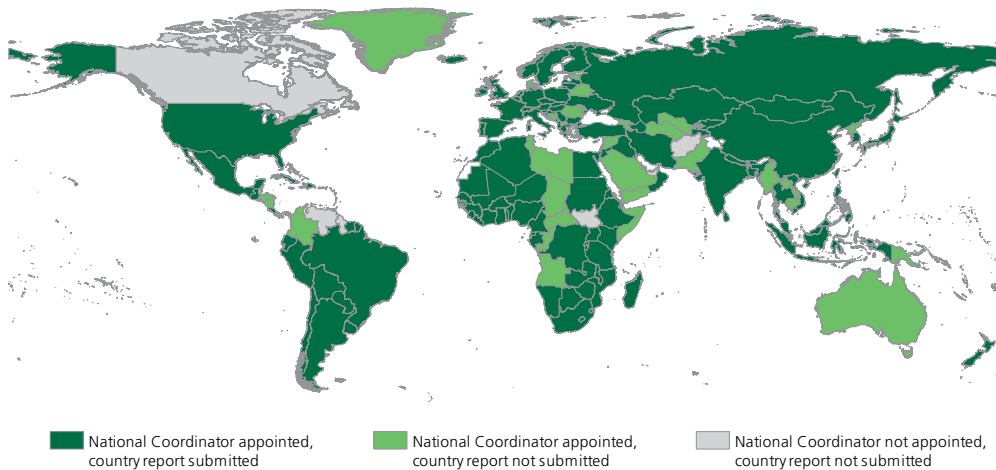 National Coordinator appointed,
country report submitted
National Coordinator appointed,
country report not submitted
National Coordinator not appointed,
country report not submitted